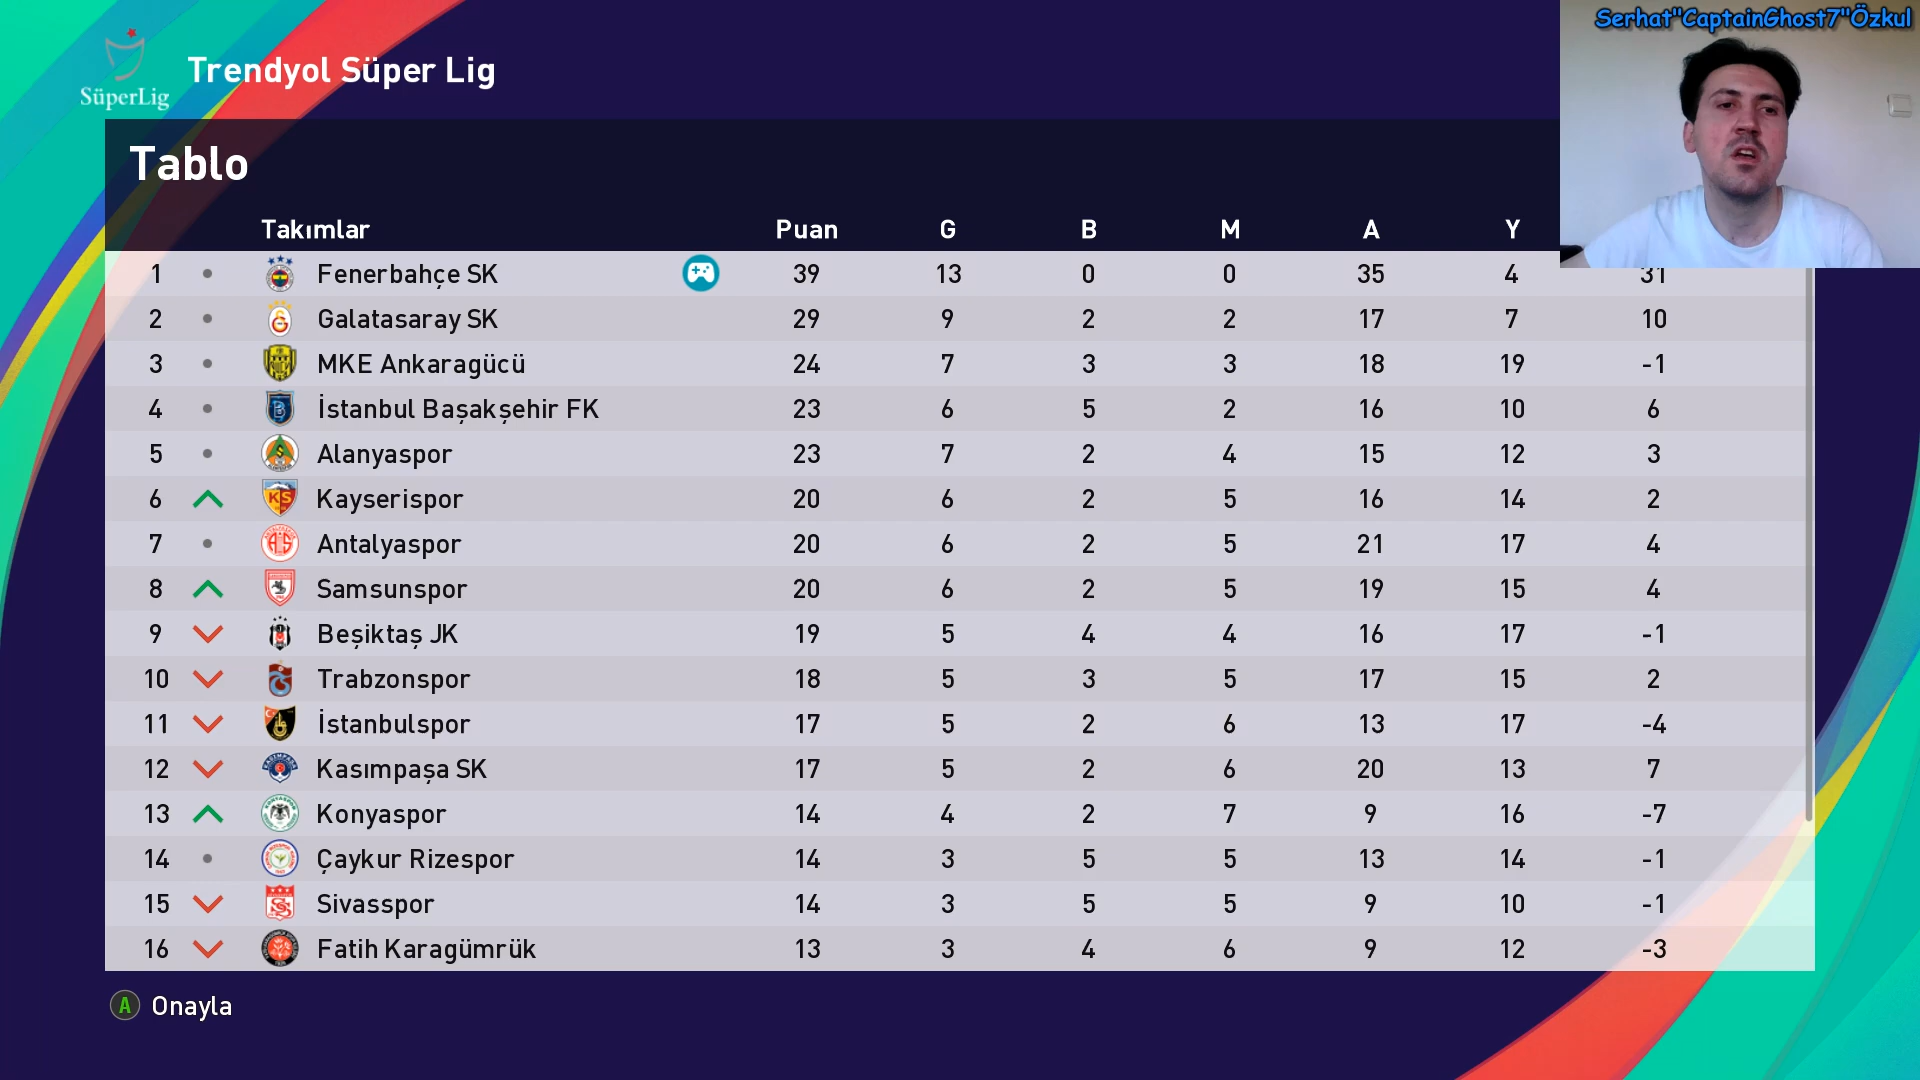 Serhat"CaptainGhost7"Özkul
SüperLig
Trendyol Süper Lig
Tablo
Takımlar Puan G B M A Y
1 Fenerbahçe SK 39 13 0 0 35 4 31
2 Galatasaray SK 29 9 2 2 17 7 10
3 MKE Ankaragücü 24 7 3 3 18 19 -1
4 İstanbul Başakşehir FK 23 6 5 2 16 10 6
5 Alanyaspor 23 7 2 4 15 12 3
6 Kayserispor 20 6 2 5 16 14 2
7 Antalyaspor 20 6 2 5 21 17 4
8 Samsunspor 20 6 2 5 19 15 4
9 Beşiktaş JK 19 5 4 4 16 17 -1
10 Trabzonspor 18 5 3 5 17 15 2
11 İstanbulspor 17 5 2 6 13 17 -4
12 Kasımpaşa SK 17 5 2 6 20 13 7
13 Konyaspor 14 4 2 7 9 16 -7
14 Çaykur Rizespor 14 3 5 5 13 14 -1
15 Sivasspor 14 3 5 5 9 10 -1
16 Fatih Karagümrük 13 3 4 6 9 12 -3
A Onayla